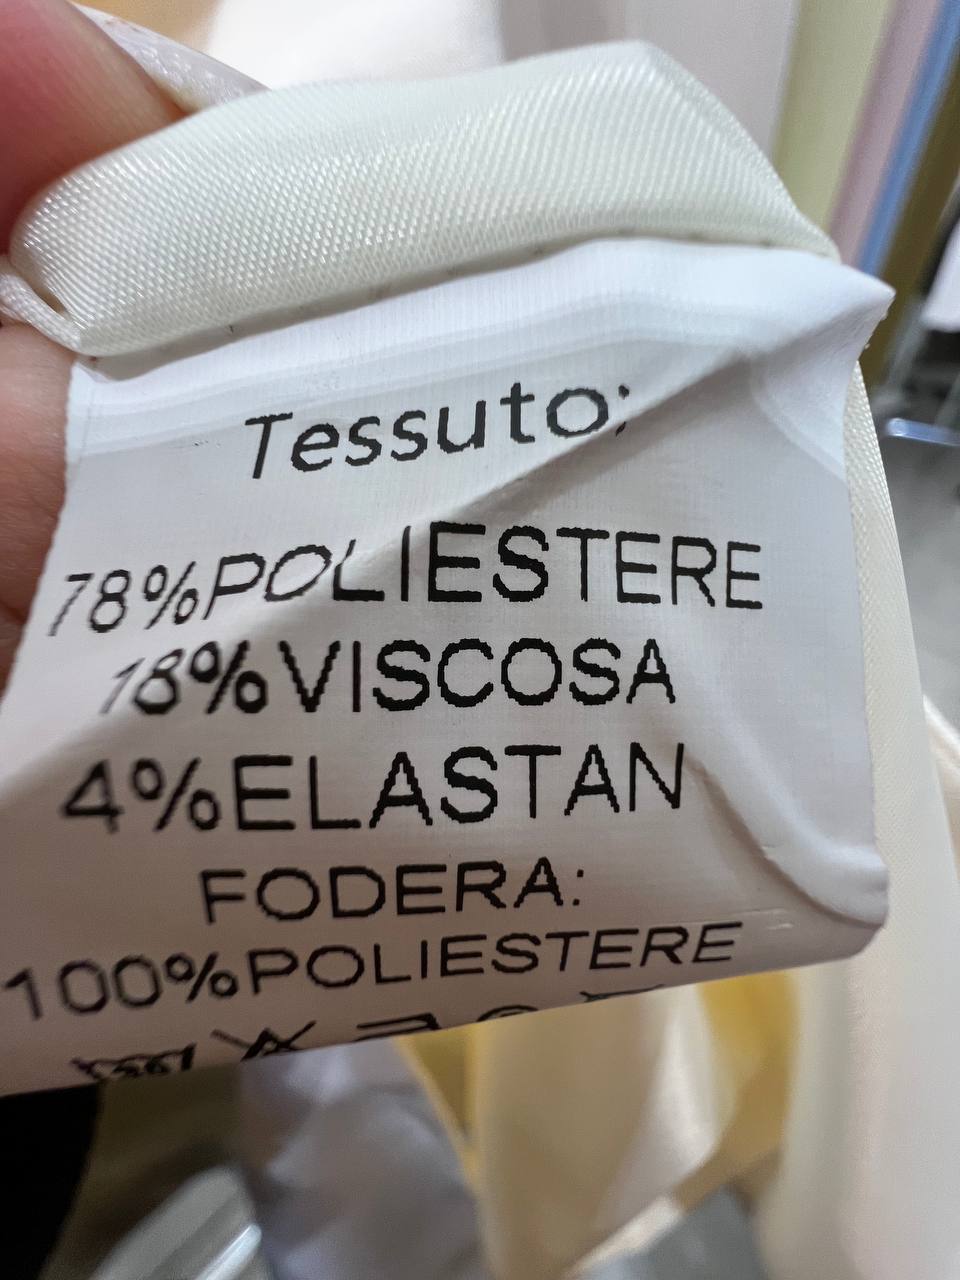 Tessuto:
78%POLIESTERE
18%VISCOSA
4%ELASTAN
FODERA:
100%POLIESTERE